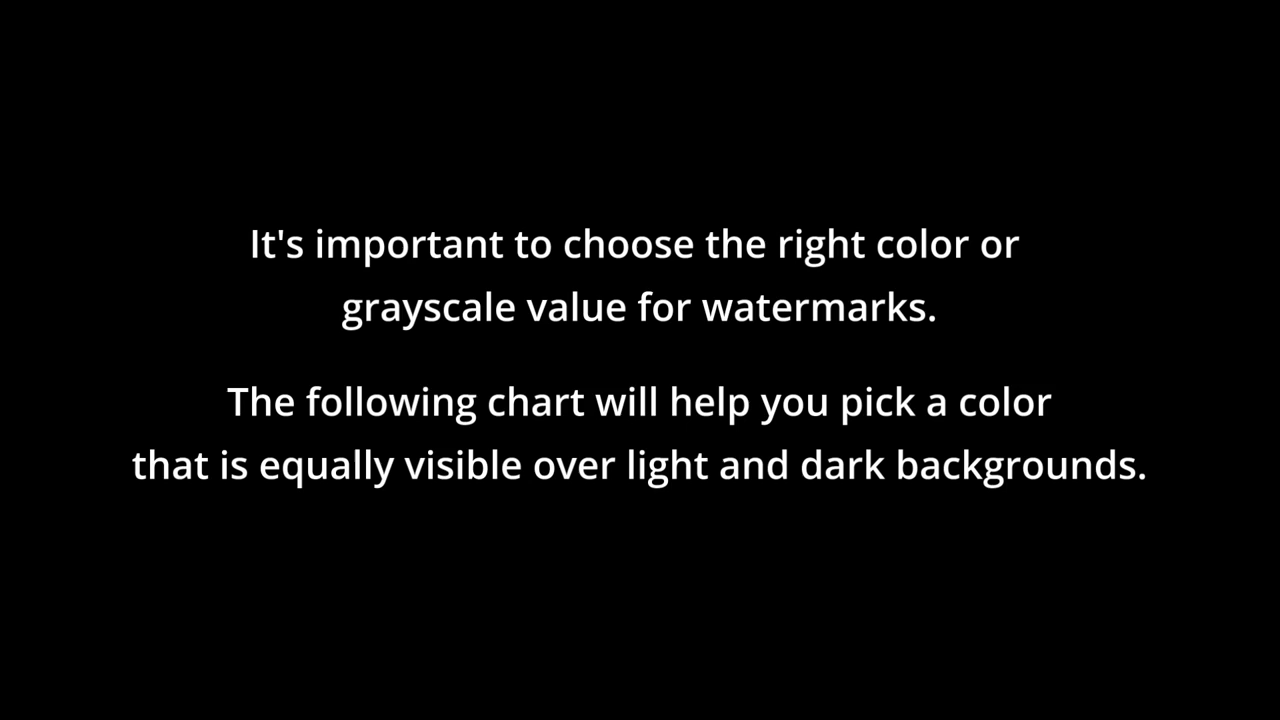 It's important to choose the right color or
grayscale value for watermarks.
The following chart will help you pick a color
that is equally visible over light and dark backgrounds.